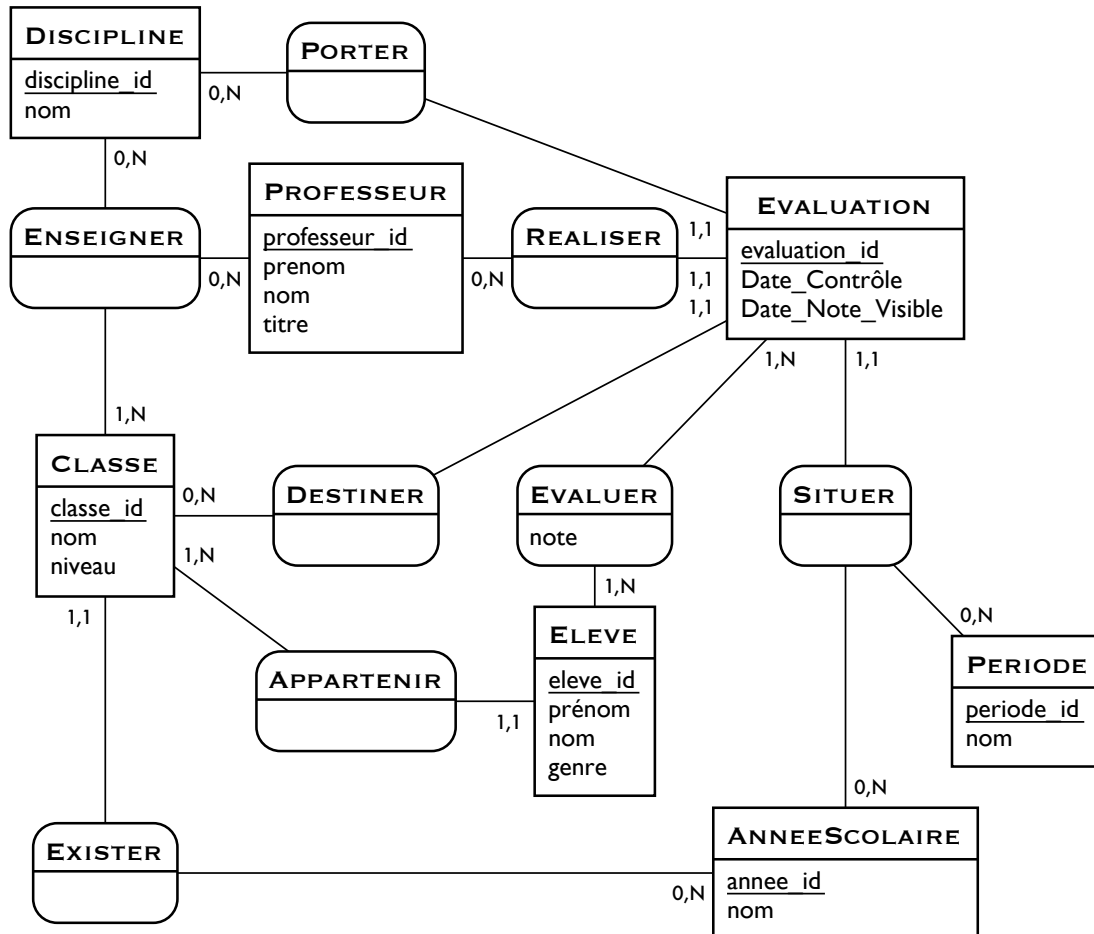 DISCIPLINE
discipline_id
nom
0,N
0,N
PORTER
PROFESSEUR
professeur_id
prenom
nom
titre
0,N
0,N
ENSEIGNER
REALISER
EVALUATION
evaluation_id
Date_Contrôle
Date_Note_Visible
1,1
1,1
1,1
1,N
1,1
1,N
CLASSE
classe_id
nom
niveau
0,N
1,N
1,1
DESTINER
EVALUER
note
SITUER
1,N
0,N
ELEVE
eleve_id
prénom
nom
genre
1,1
APPARTENIR
PERIODE
periode_id
nom
0,N
EXISTER
ANNEESCOLAIRE
annee_id
nom
0,N